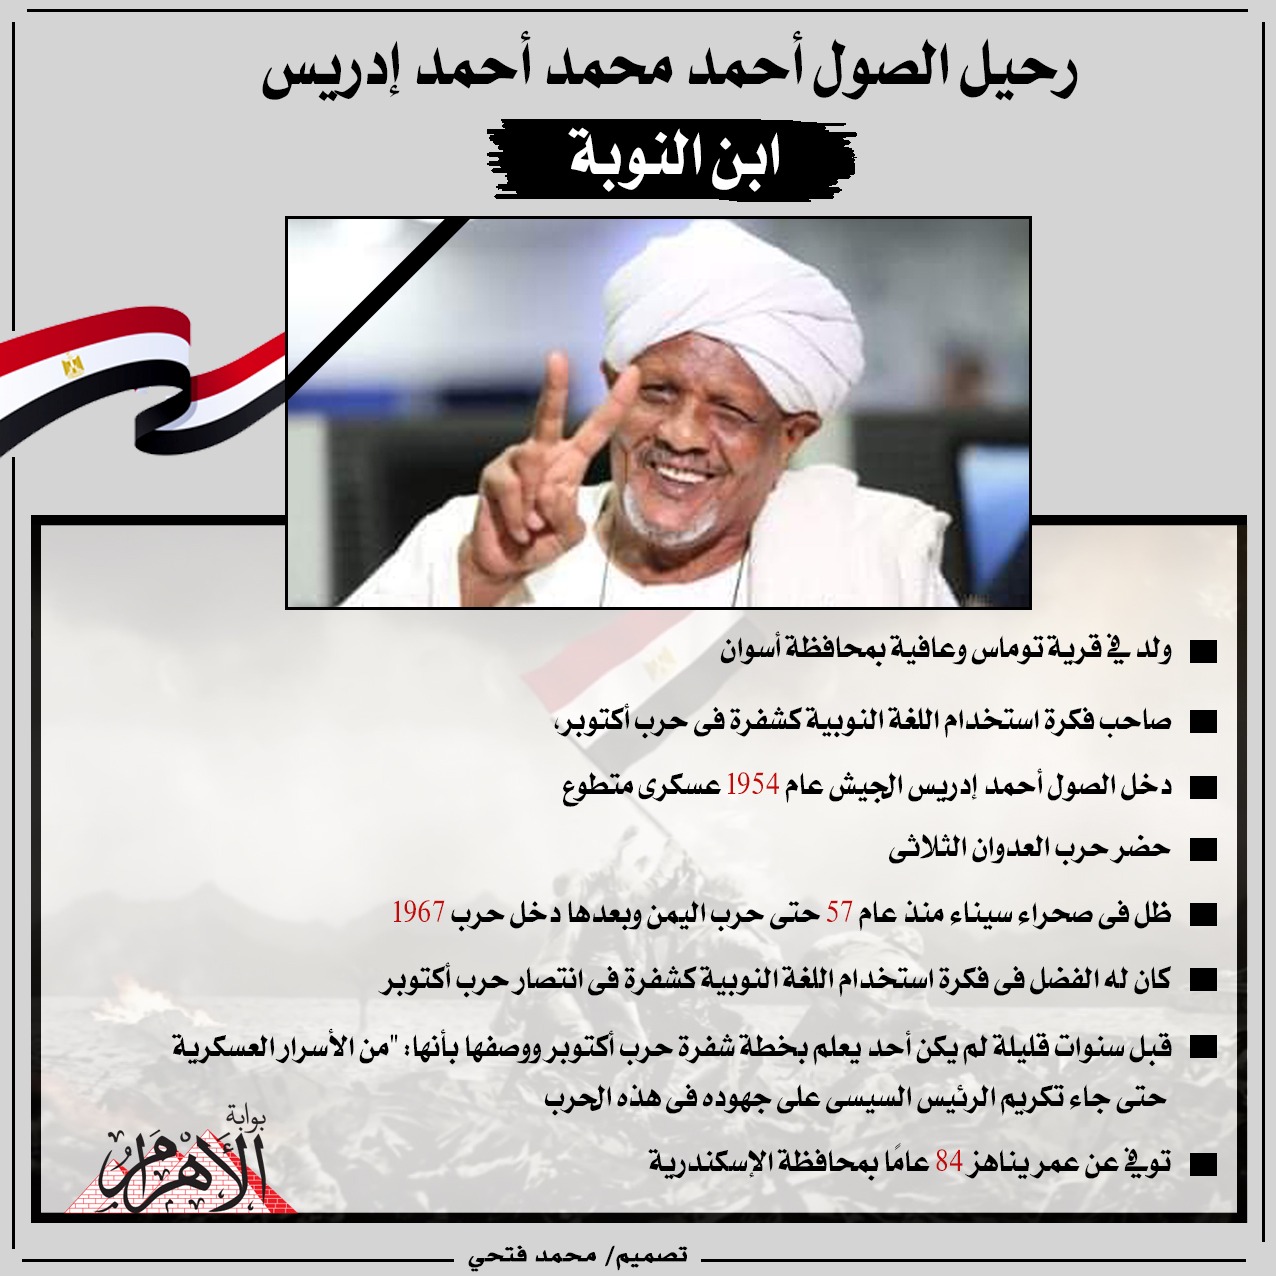 رحيل الصول أحمد محمد أحمد إدريس
ابن النوبة
ولد في قرية توماس وعافية بمحافظة أسوان
صاحب فكرة استخدام اللغة النوبية كشفرة فى حرب أكتوبر،
دخل الصول أحمد إدريس الجيش عام 1954 عسكرى متطوع
حضر حرب العدوان الثلاثى
ظل فى صحراء سيناء منذ عام 57 حتى حرب اليمن وبعدها دخل حرب 1967
كان له الفضل فى فكرة استخدام اللغة النوبية كشفرة فى انتصار حرب أكتوبر
قبل سنوات قليلة لم يكن أحد يعلم بخطة شفرة حرب أكتوبر ووصفها بأنها: "من الأسرار العسكرية
حتى جاء تكريم الرئيس السيسى على جهوده فى هذه الحرب
توفي عن عمر يناهز 84 عامًا بمحافظة الإسكندرية
بوابة
الأهرام
تصميم/ محمد فتحي